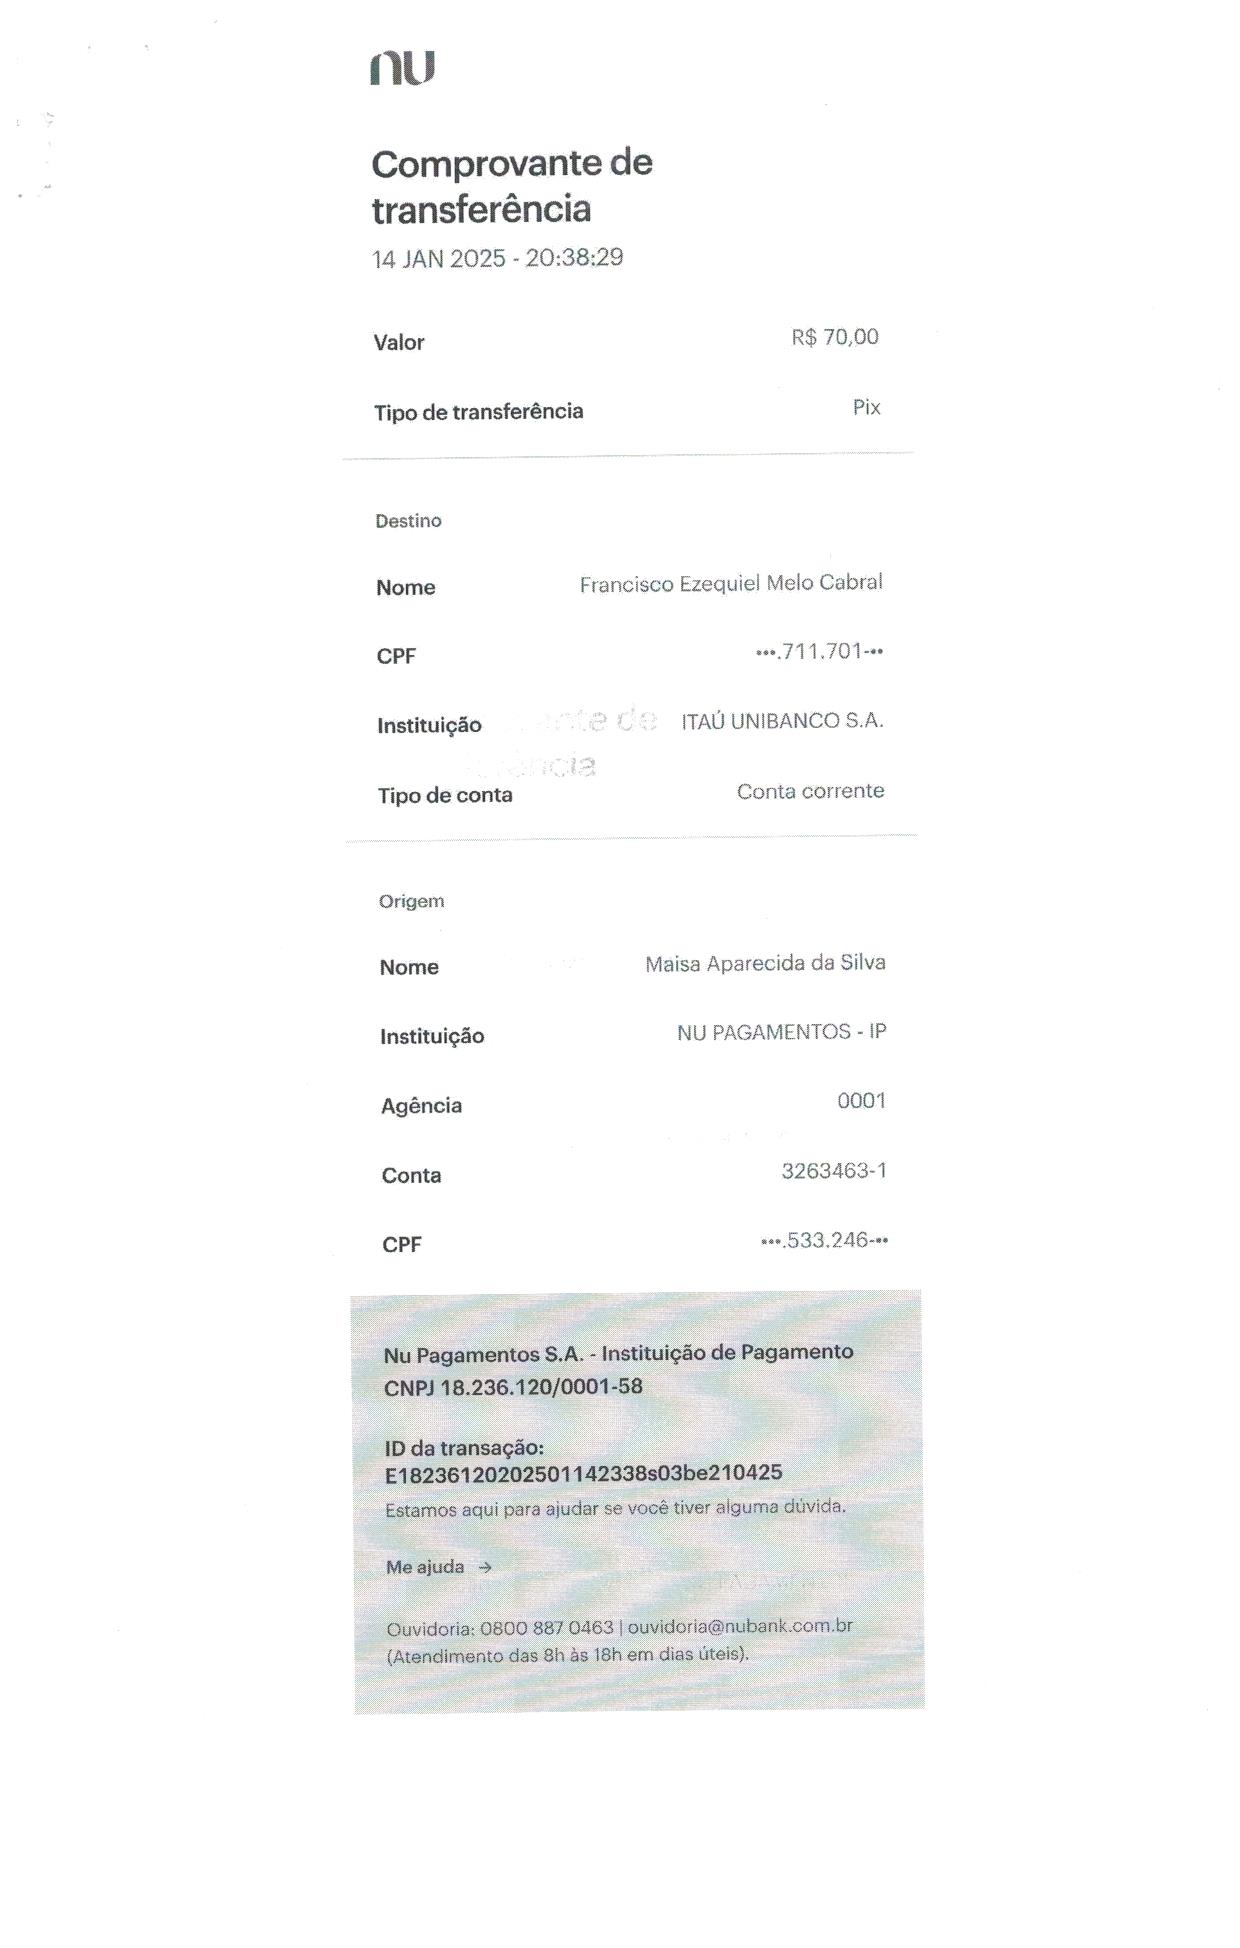 nu
Comprovante de
transferência
14 JAN 2025 - 20:38:29
Valor R$ 70,00
Tipo de transferência Pix
Destino
Nome Francisco Ezequiel Melo Cabral
CPF •••.711.701-••
Instituição ITAÚ UNIBANCO S.A.
Tipo de conta Conta corrente
Origem
Nome Maisa Aparecida da Silva
Instituição NU PAGAMENTOS - IP
Agência 0001
Conta 3263463-1
CPF •••.533.246-••
Nu Pagamentos S.A. - Instituição de Pagamento
CNPJ 18.236.120/0001-58
ID da transação:
E18236120202501142338s03be210425
Estamos aqui para ajudar se você tiver alguma dúvida.
Me ajuda →
Ouvidoria: 0800 887 0463 | ouvidoria@nubank.com.br
(Atendimento das 8h às 18h em dias úteis).